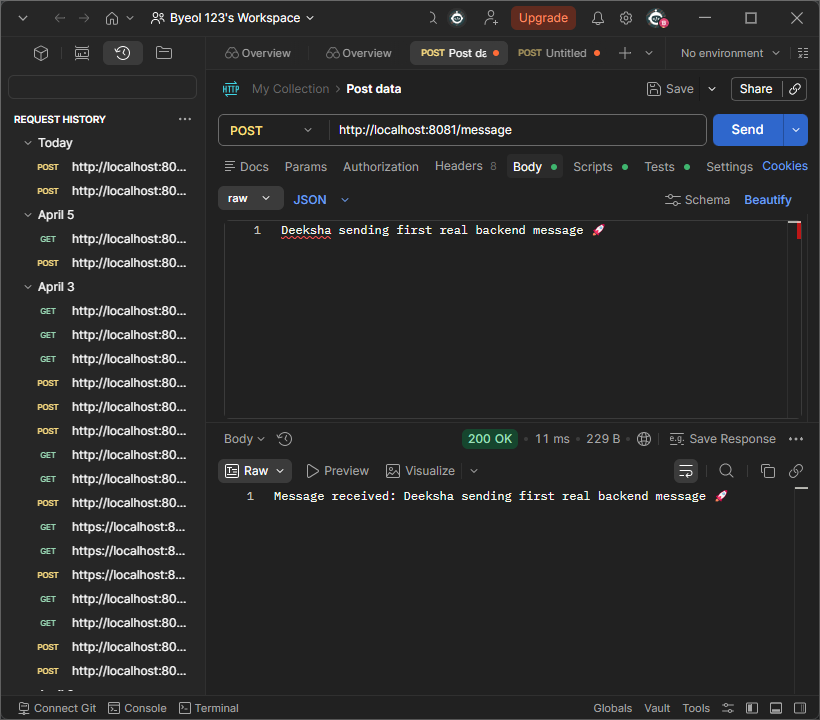 Byeol 123's Workspace
Upgrade
Overview
Overview
POST Post da
POST Untitled
No environment
HTTP My Collection > Post data
Save
Share
REQUEST HISTORY
Today
POST http://localhost:80...
POST http://localhost:80...
April 5
GET http://localhost:80...
POST http://localhost:80...
April 3
GET http://localhost:80...
GET http://localhost:80...
GET http://localhost:80...
POST http://localhost:80...
POST http://localhost:80...
POST http://localhost:80...
GET http://localhost:80...
GET http://localhost:80...
POST http://localhost:80...
GET https://localhost:8...
GET https://localhost:8...
POST https://localhost:8...
GET http://localhost:80...
GET http://localhost:80...
POST http://localhost:80...
POST http://localhost:80...
POST http://localhost:8081/message Send
Docs Params Authorization Headers 8 Body Scripts Tests Settings Cookies
raw JSON Schema Beautify
1 Deeksha sending first real backend message 🚀
Body 200 OK • 11 ms • 229 B e.g. Save Response
Raw Preview Visualize
1 Message received: Deeksha sending first real backend message 🚀
Connect Git Console Terminal Globals Vault Tools